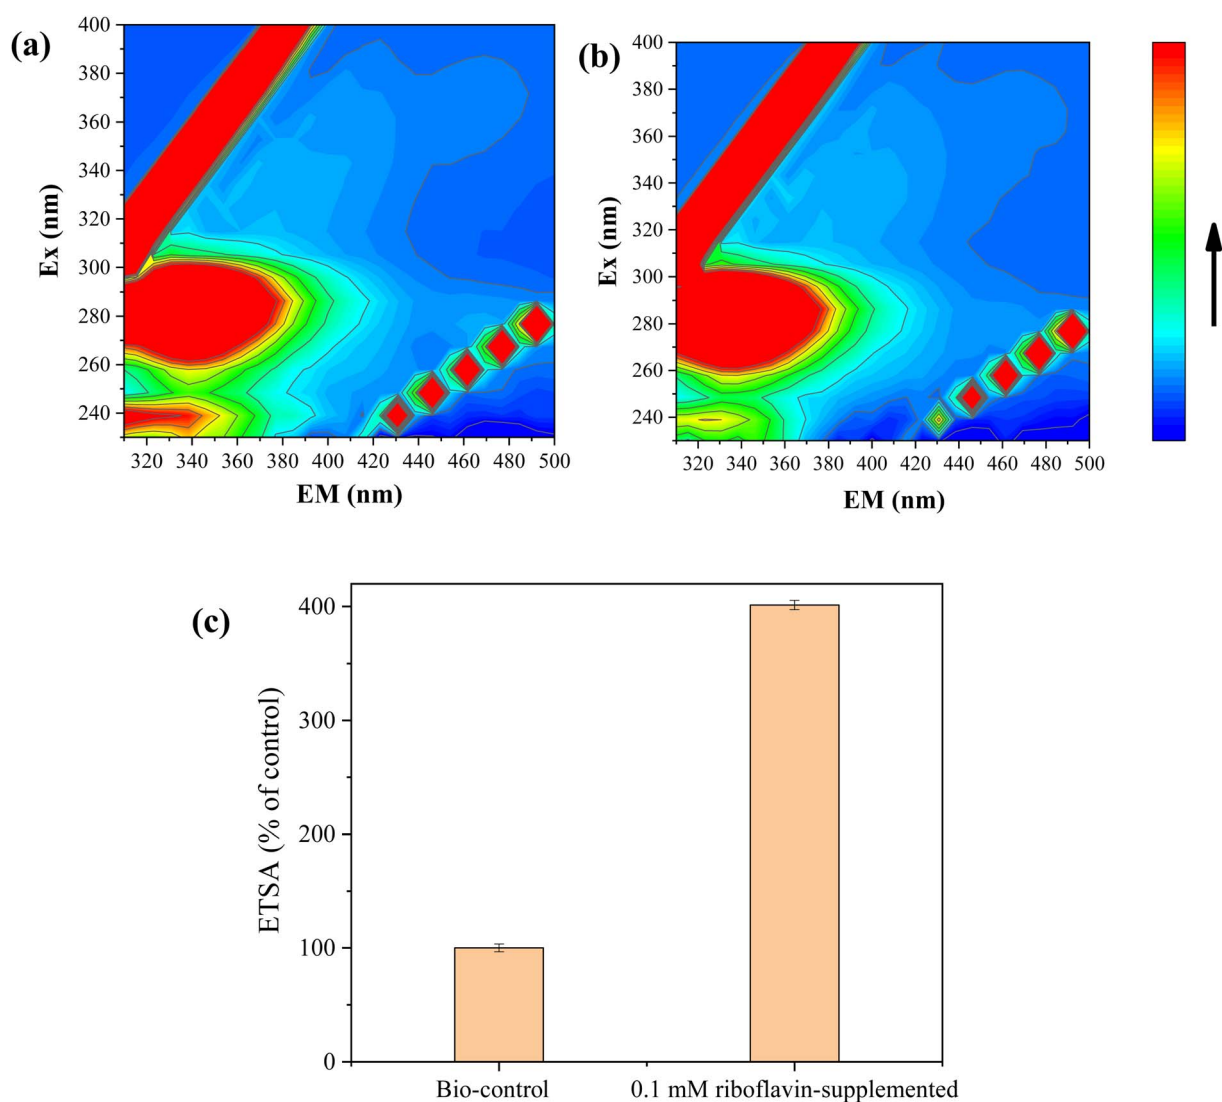 (a)
400
380
360
340
320
300
280
260
240
Ex (nm)
320 340 360 380 400 420 440 460 480 500
EM (nm)
(b)
400
380
360
340
320
300
280
260
240
Ex (nm)
320 340 360 380 400 420 440 460 480 500
EM (nm)
(c)
400
300
200
100
0
ETSA (% of control)
Bio-control 0.1 mM riboflavin-supplemented